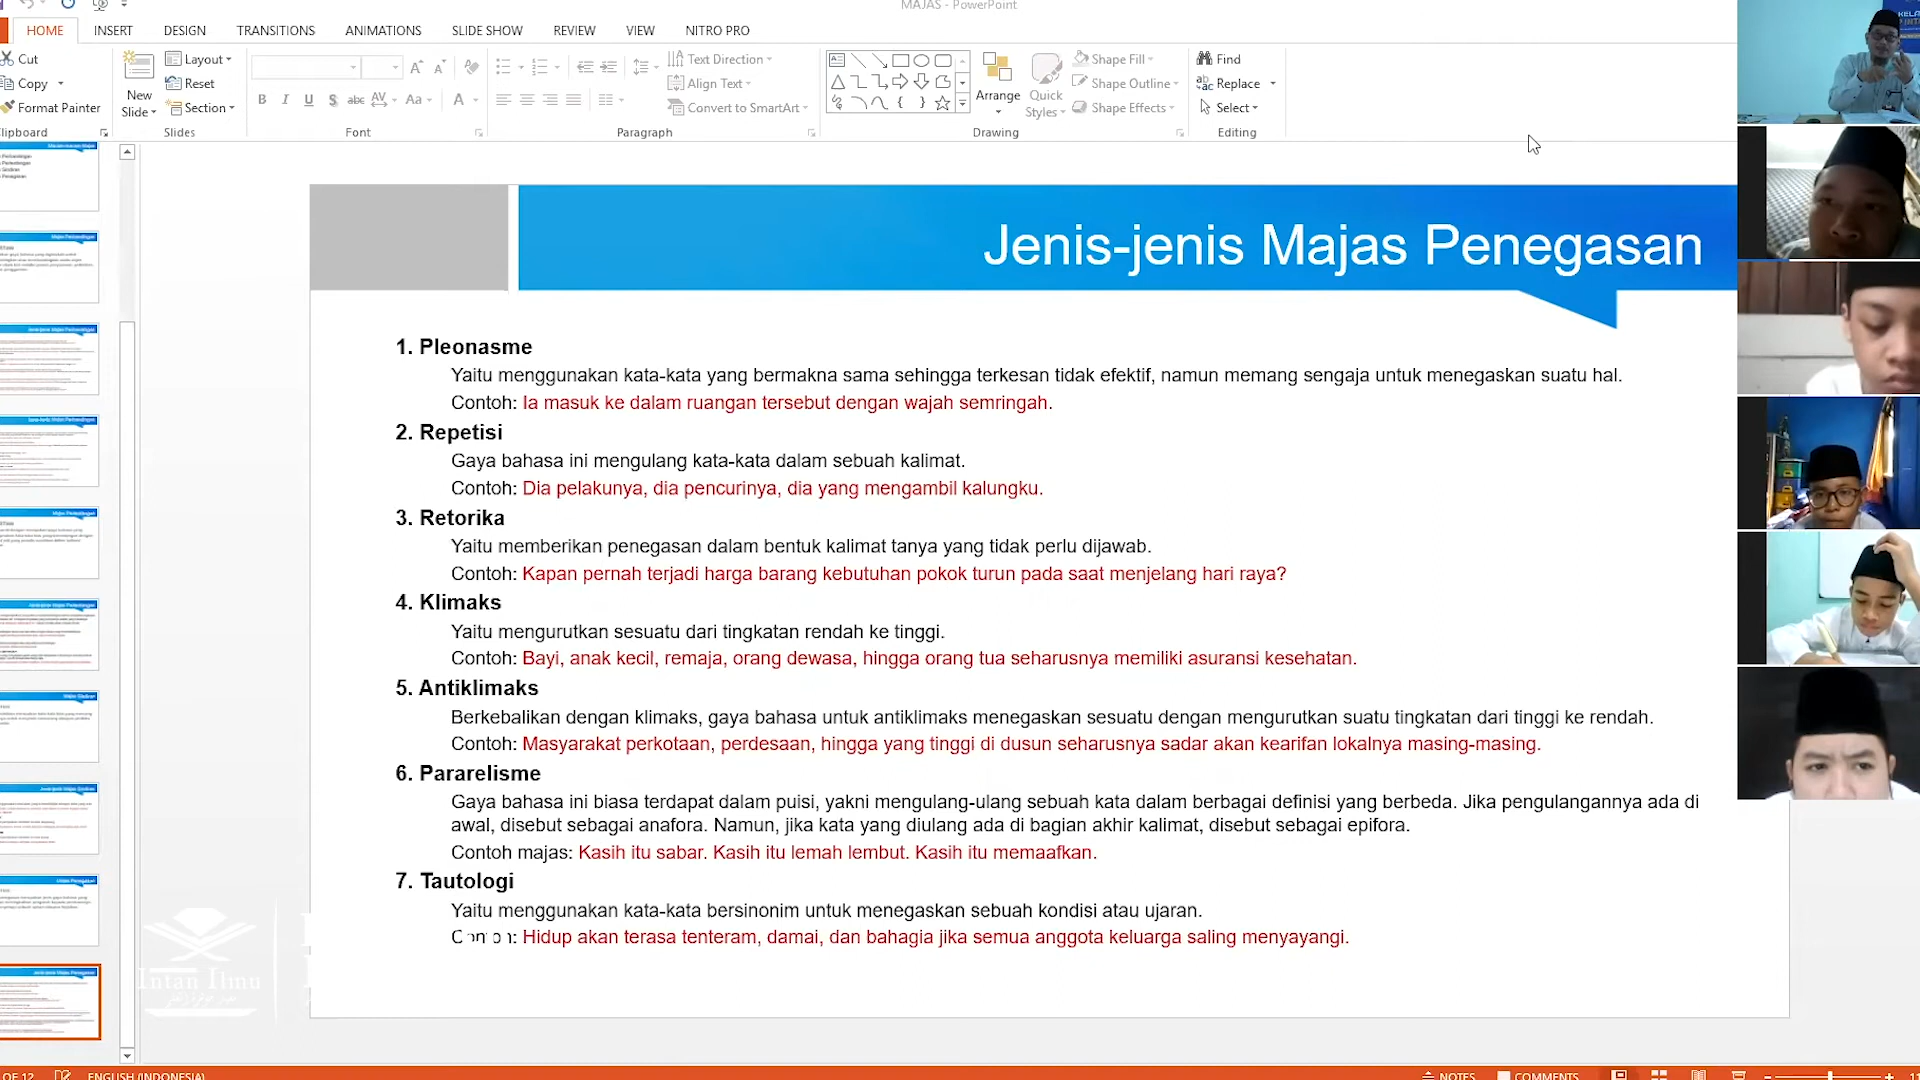 MAJAS - PowerPoint
HOME INSERT DESIGN TRANSITIONS ANIMATIONS SLIDE SHOW REVIEW VIEW NITRO PRO
Cut
Copy
Format Painter
Clipboard
New Slide
Layout
Reset
Section
Slides
Font
Text Direction
Align Text
Convert to SmartArt
Paragraph
Arrange
Quick Styles
Shape Fill
Shape Outline
Shape Effects
Drawing
Find
Replace
Select
Editing
Jenis-jenis Majas Penegasan
1. Pleonasme
Yaitu menggunakan kata-kata yang bermakna sama sehingga terkesan tidak efektif, namun memang sengaja untuk menegaskan suatu hal.
Contoh: Ia masuk ke dalam ruangan tersebut dengan wajah semringah.
2. Repetisi
Gaya bahasa ini mengulang kata-kata dalam sebuah kalimat.
Contoh: Dia pelakunya, dia pencurinya, dia yang mengambil kalungku.
3. Retorika
Yaitu memberikan penegasan dalam bentuk kalimat tanya yang tidak perlu dijawab.
Contoh: Kapan pernah terjadi harga barang kebutuhan pokok turun pada saat menjelang hari raya?
4. Klimaks
Yaitu mengurutkan sesuatu dari tingkatan rendah ke tinggi.
Contoh: Bayi, anak kecil, remaja, orang dewasa, hingga orang tua seharusnya memiliki asuransi kesehatan.
5. Antiklimaks
Berkebalikan dengan klimaks, gaya bahasa untuk antiklimaks menegaskan sesuatu dengan mengurutkan suatu tingkatan dari tinggi ke rendah.
Contoh: Masyarakat perkotaan, perdesaan, hingga yang tinggi di dusun seharusnya sadar akan kearifan lokalnya masing-masing.
6. Pararelisme
Gaya bahasa ini biasa terdapat dalam puisi, yakni mengulang-ulang sebuah kata dalam berbagai definisi yang berbeda. Jika pengulangannya ada di
awal, disebut sebagai anafora. Namun, jika kata yang diulang ada di bagian akhir kalimat, disebut sebagai epifora.
Contoh majas: Kasih itu sabar. Kasih itu lemah lembut. Kasih itu memaafkan.
7. Tautologi
Yaitu menggunakan kata-kata bersinonim untuk menegaskan sebuah kondisi atau ujaran.
Contoh: Hidup akan terasa tenteram, damai, dan bahagia jika semua anggota keluarga saling menyayangi.
Intan Ilmu
OF 12 ENGLISH (INDONESIA) NOTES COMMENTS